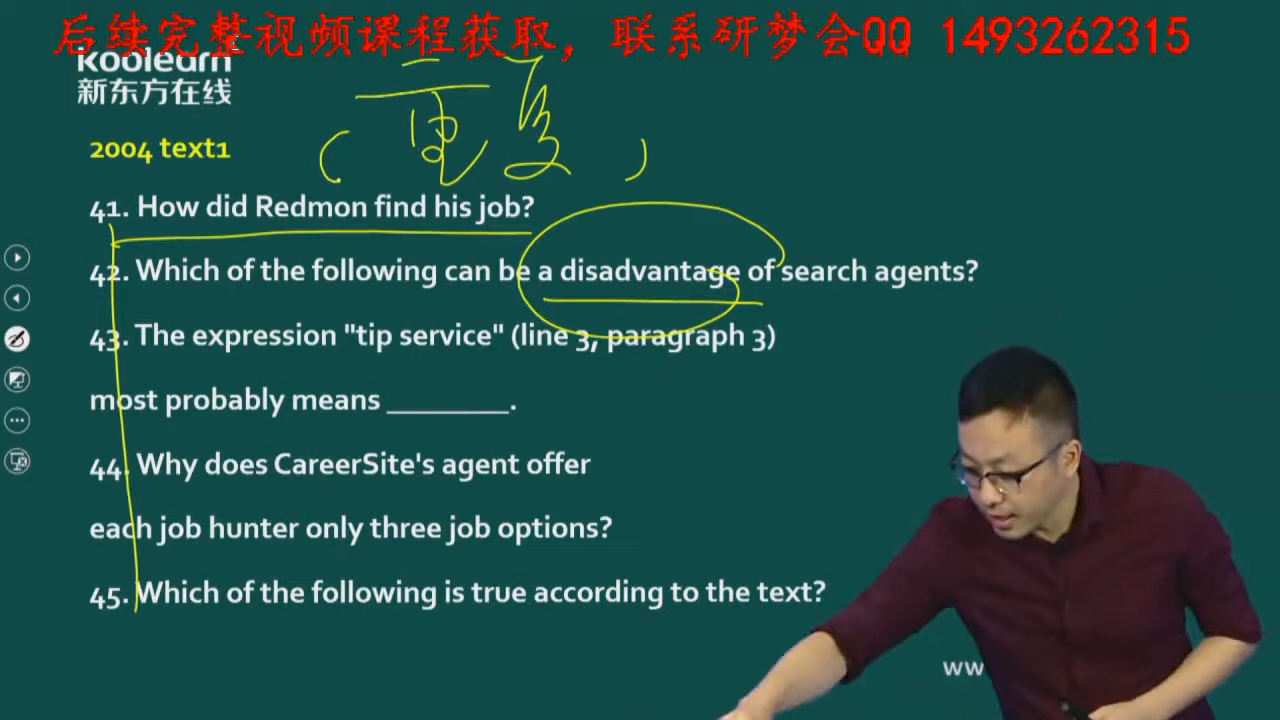 后续完整视频课程获取，联系研梦会QQ 1493262315
koolearn
新东方在线
2004 text1
（重复）
41. How did Redmon find his job?
42. Which of the following can be a disadvantage of search agents?
43. The expression "tip service" (line 3, paragraph 3)
most probably means ________.
44. Why does CareerSite's agent offer
each job hunter only three job options?
45. Which of the following is true according to the text?
ww